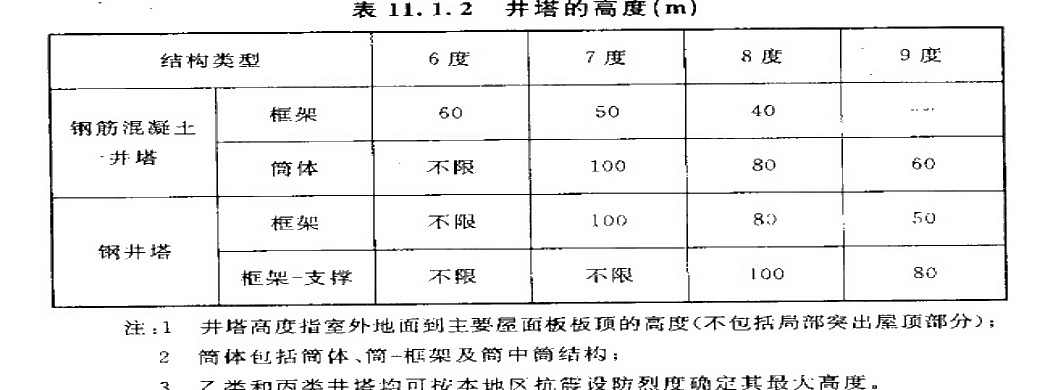 表 11.1.2 井塔的高度(m)
结构类型 6度 7度 8度 9度
钢筋混凝土井塔 框架 60 50 40 —
筒体 不限 100 80 60
钢井塔 框架 不限 100 80 50
框架-支撑 不限 不限 100 80
注:1 井塔高度指室外地面到主要屋面板板顶的高度(不包括局部突出屋顶部分);
2 筒体包括筒体、筒-框架及筒中筒结构;
3 乙类和丙类井塔均可按本地区抗震设防烈度确定其最大高度。